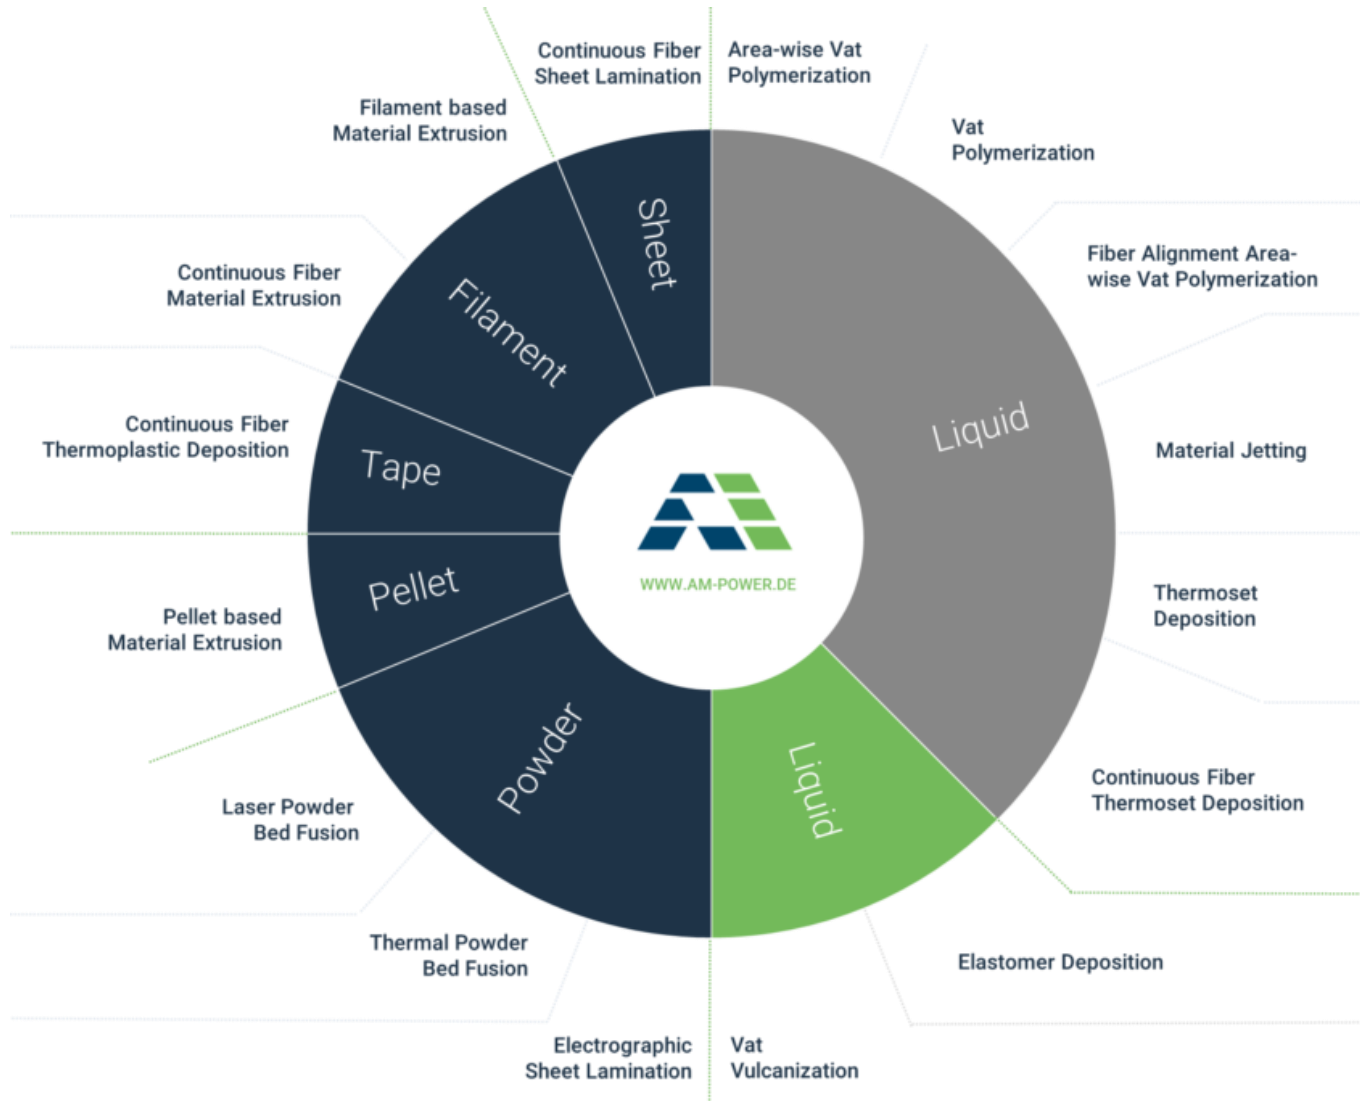 Continuous Fiber
Sheet Lamination
Area-wise Vat
Polymerization
Filament based
Material Extrusion
Vat
Polymerization
Sheet
Continuous Fiber
Material Extrusion
Filament
Fiber Alignment Area-
wise Vat Polymerization
Liquid
Continuous Fiber
Thermoplastic Deposition
Tape
Material Jetting
WWW.AM-POWER.DE
Pellet
Pellet based
Material Extrusion
Thermoset
Deposition
Powder
Liquid
Laser Powder
Bed Fusion
Continuous Fiber
Thermoset Deposition
Thermal Powder
Bed Fusion
Elastomer Deposition
Electrographic
Sheet Lamination
Vat
Vulcanization